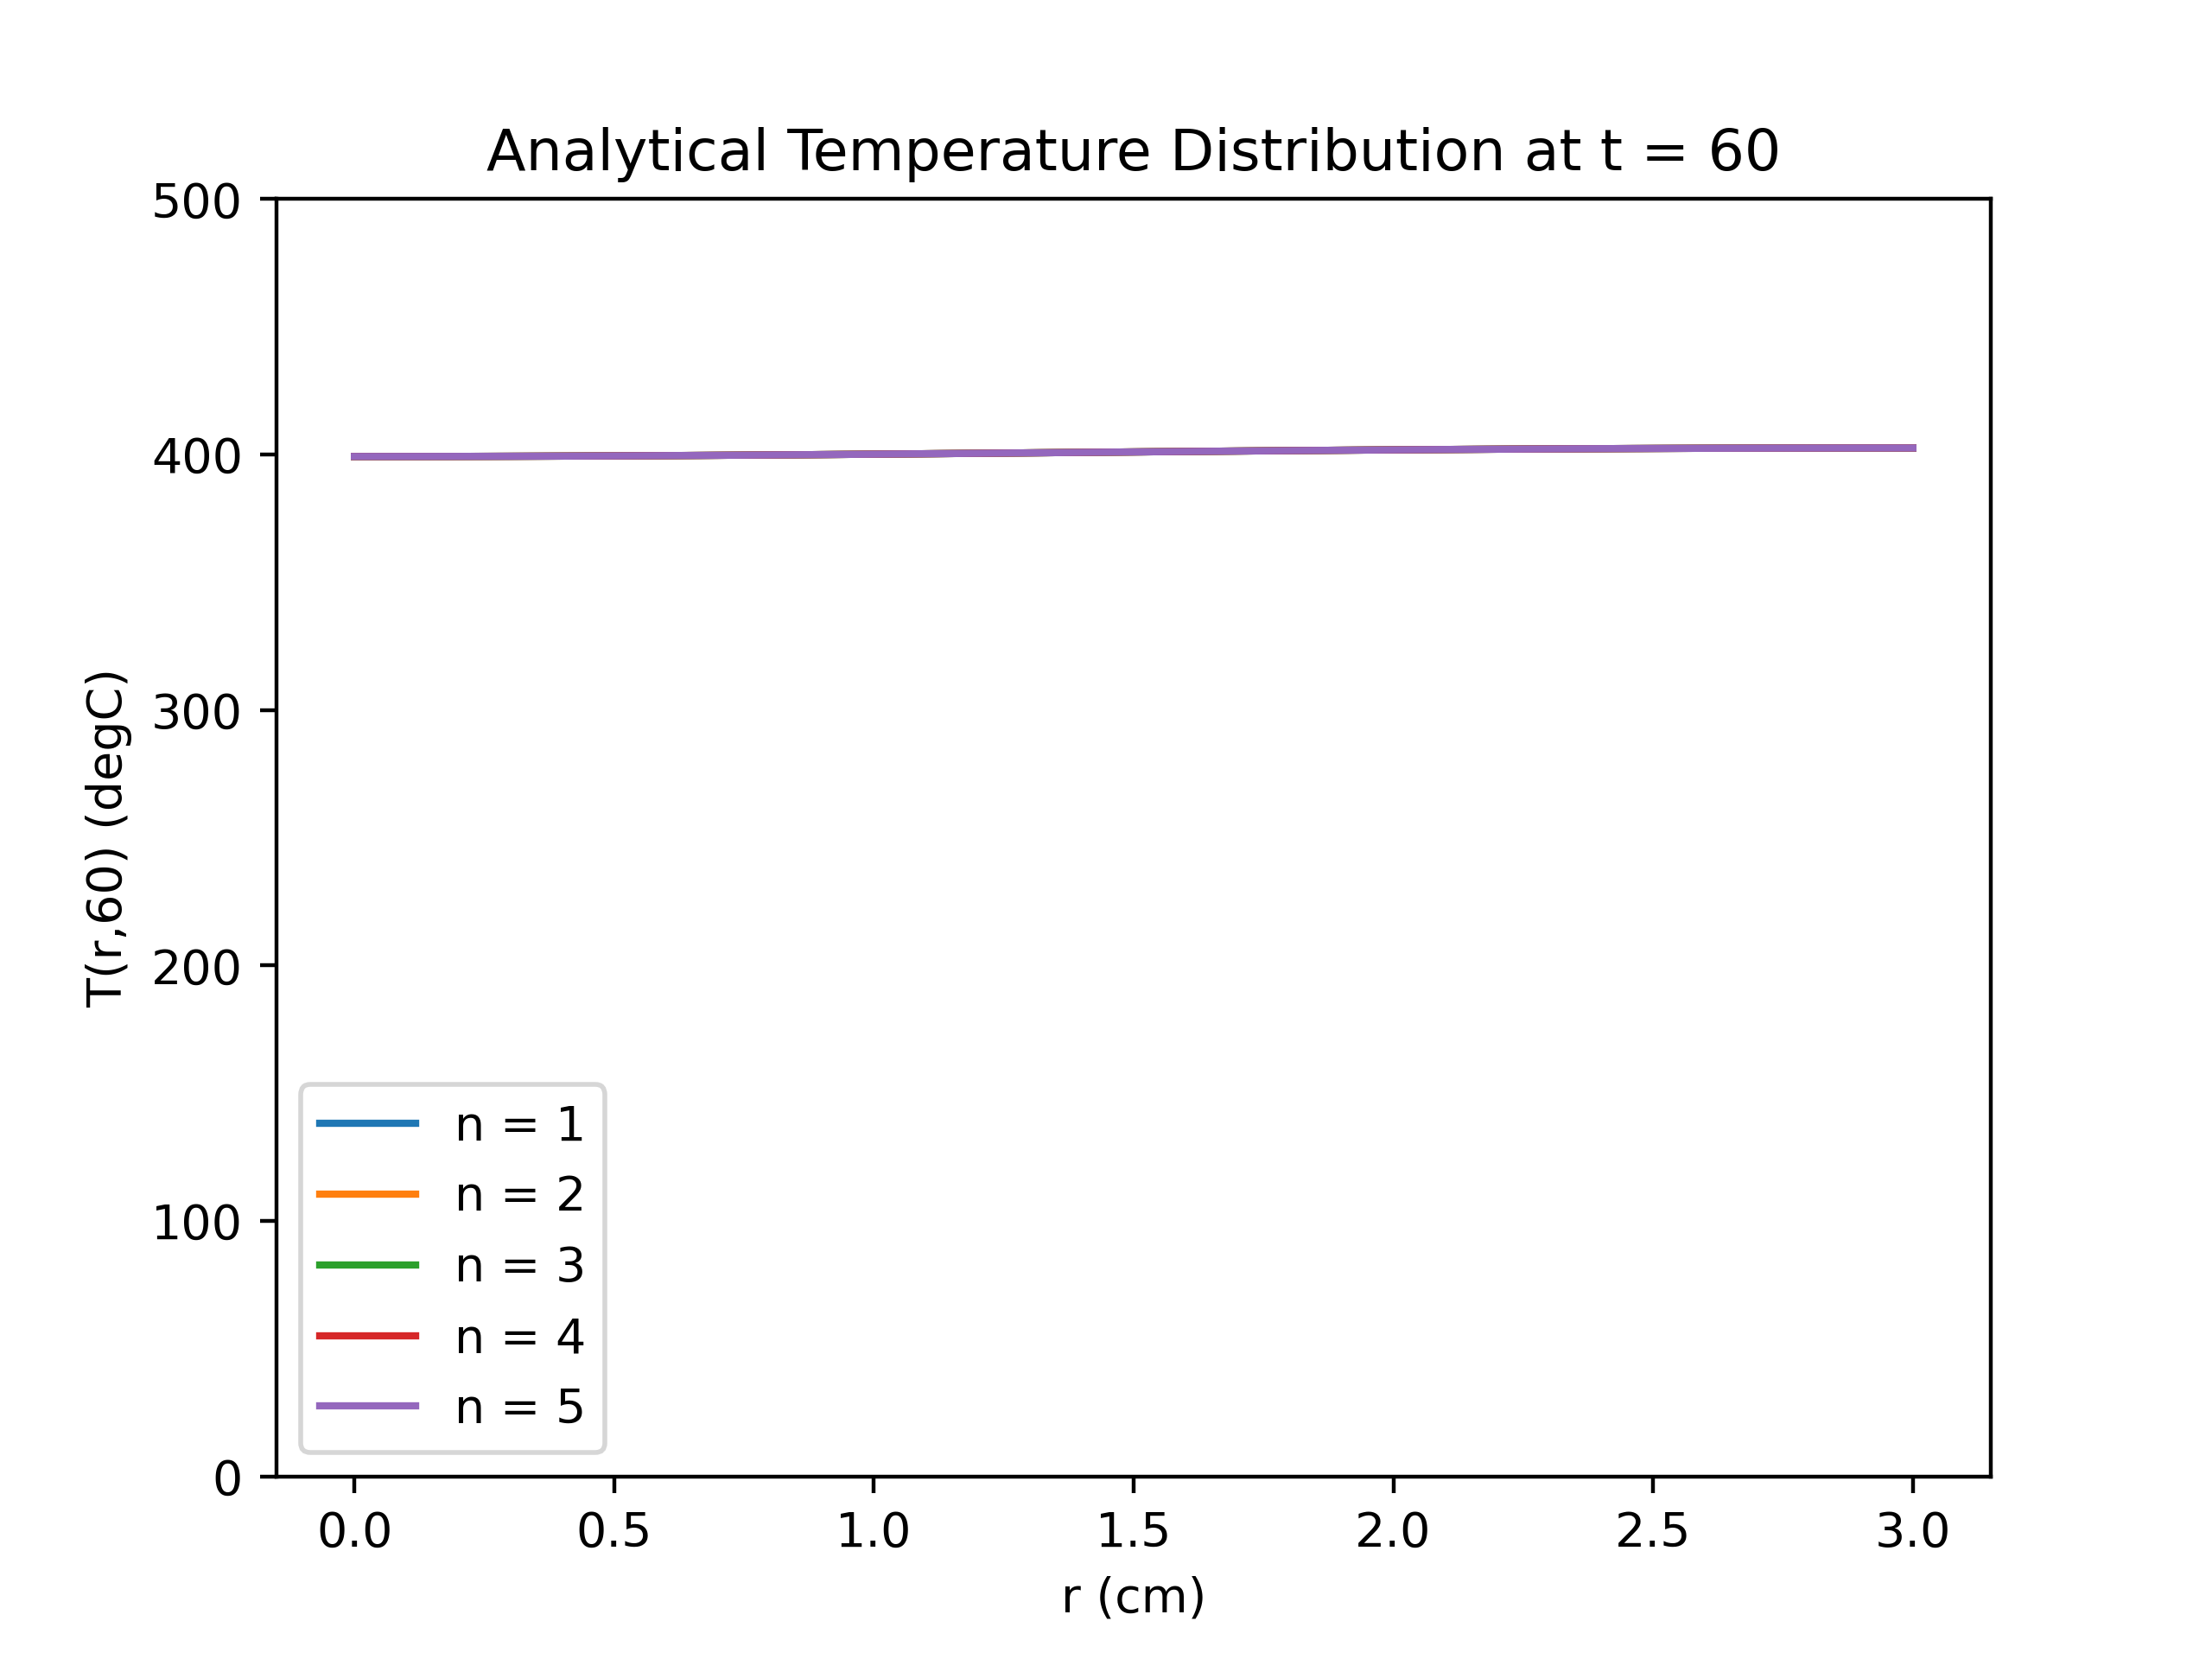 Analytical Temperature Distribution at t = 60
500
400
300
200
100
0
T(r,60) (degC)
n = 1
n = 2
n = 3
n = 4
n = 5
0.0 0.5 1.0 1.5 2.0 2.5 3.0
r (cm)